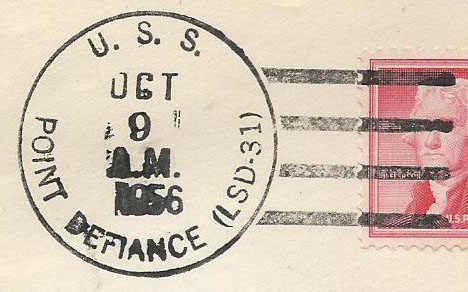 U. S. S.
OCT
9
A.M.
1956
POINT DEFIANCE (LSD-31)
U.S.P